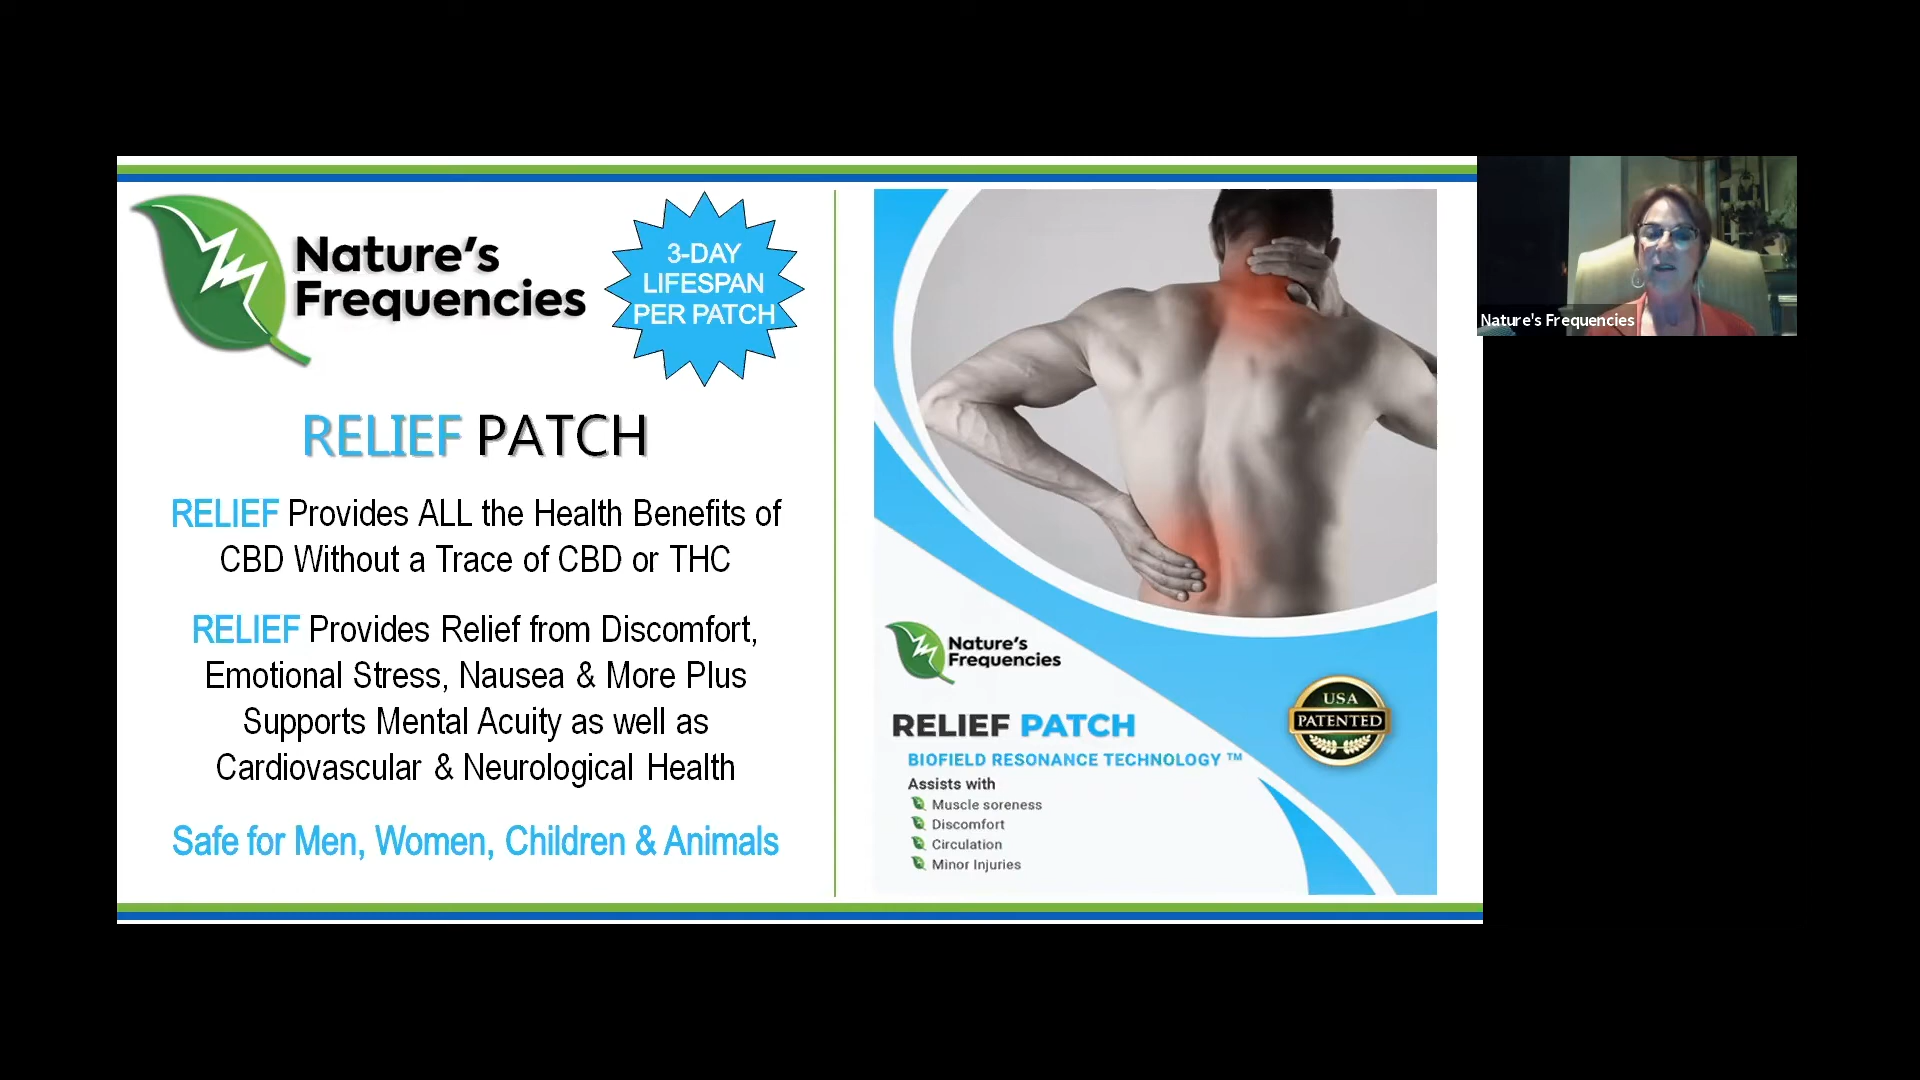 Nature's
Frequencies
3-DAY
LIFESPAN
PER PATCH
RELIEF PATCH
RELIEF Provides ALL the Health Benefits of
CBD Without a Trace of CBD or THC
RELIEF Provides Relief from Discomfort,
Emotional Stress, Nausea & More Plus
Supports Mental Acuity as well as
Cardiovascular & Neurological Health
Safe for Men, Women, Children & Animals
Nature's
Frequencies
USA
PATENTED
RELIEF PATCH
BIOFIELD RESONANCE TECHNOLOGY ™
Assists with
Muscle soreness
Discomfort
Circulation
Minor Injuries
Nature's Frequencies